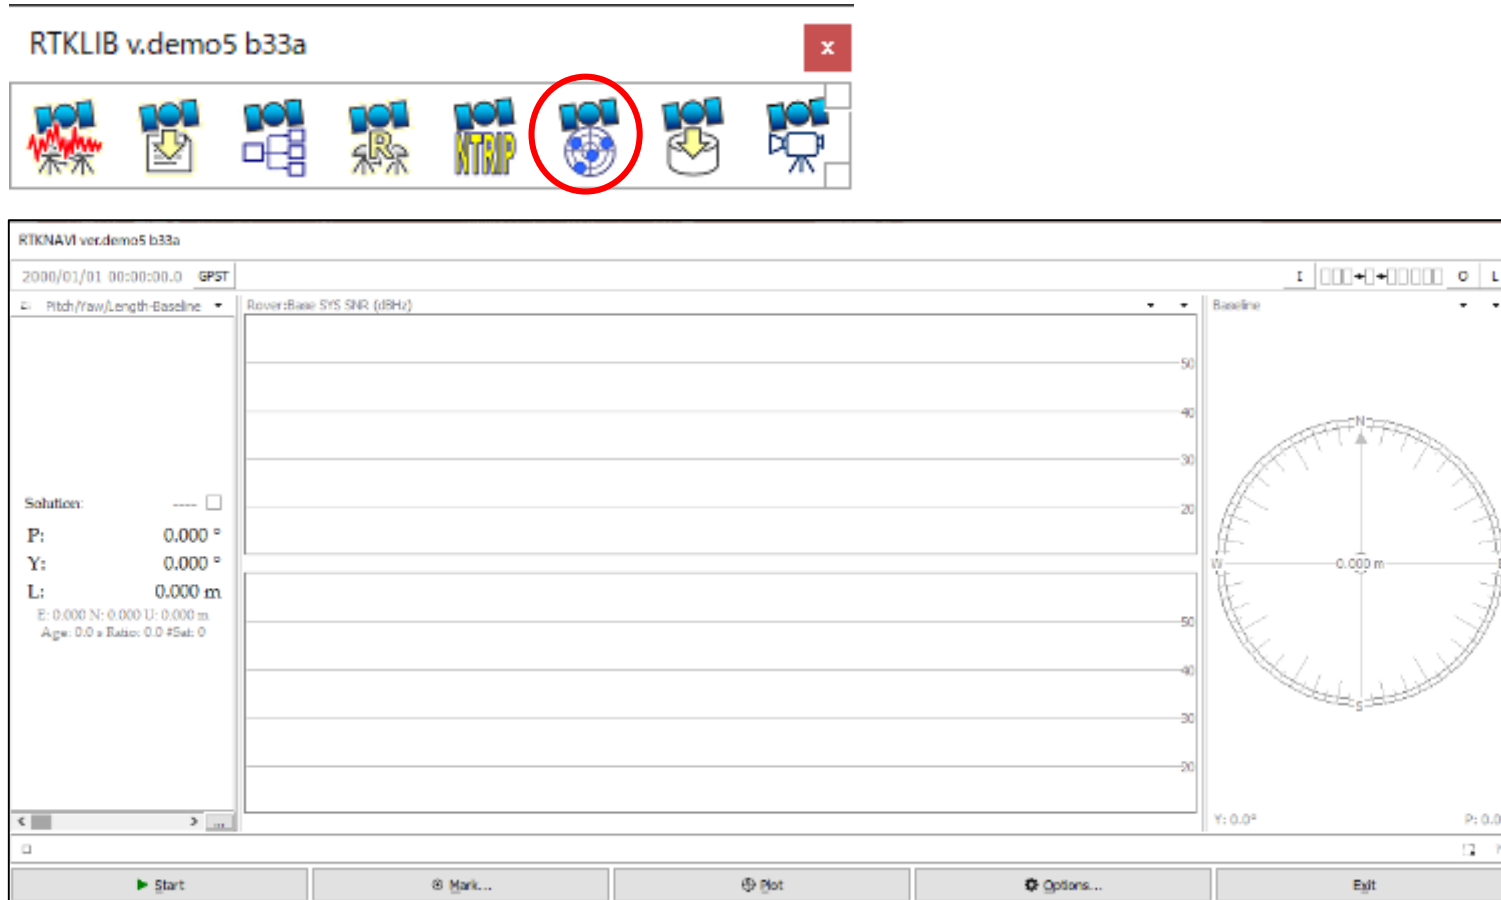 RTKLIB v.demo5 b33a
x
R
NTRIP
RTKNAVI ver.demo5 b33a
2000/01/01 00:00:00.0 GPST
I
O L
Pitch/Yaw/Length-Baseline
Rover:Base SYS SNR (dBHz)
Baseline
50
40
30
20
50
40
30
20
Solution: ----
P: 0.000 °
Y: 0.000 °
L: 0.000 m
E: 0.000 N: 0.000 U: 0.000 m
Age: 0.0 s Ratio: 0.0 #Sat: 0
N
W 0.000 m
S
Y: 0.0° P: 0.0
< > ...
Start
Mark...
Plot
Options...
Exit